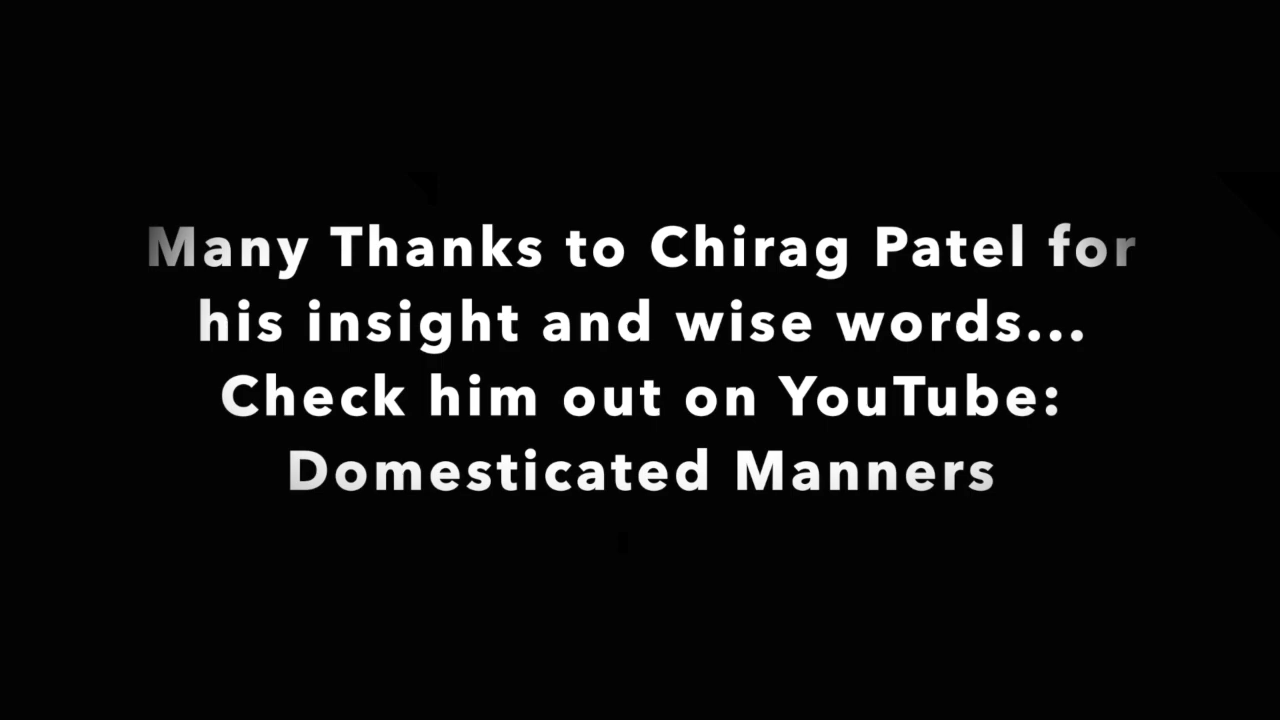 Many Thanks to Chirag Patel for
his insight and wise words...
Check him out on YouTube:
Domesticated Manners